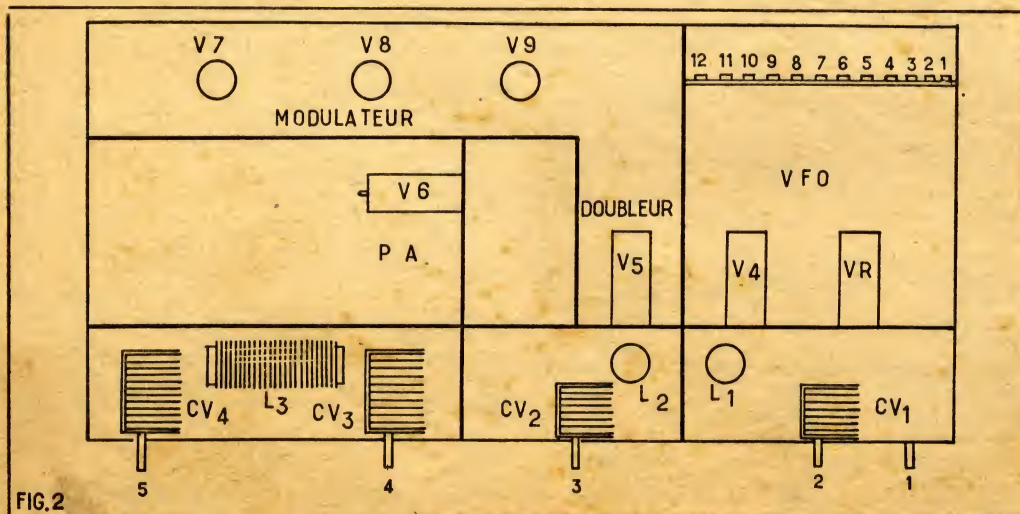 V7 V8 V9
12 11 10 9 8 7 6 5 4 3 2 1
MODULATEUR
VFO
V6
DOUBLEUR
PA
V5 V4 VR
CV4 L3 CV3 CV2 L2 L1 CV1
5 4 3 2 1
FIG.2